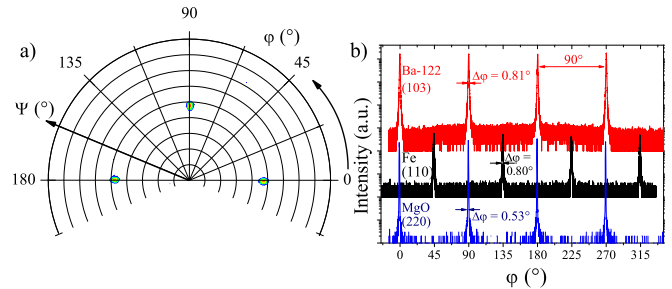 a)
90
φ (°)
135
45
Ψ (°)
180
0
b)
Intensity (a.u.)
Ba-122
(103)
Δφ = 0.81°
90°
Fe
(110)
Δφ =
0.80°
MgO
(220)
Δφ = 0.53°
0 45 90 135 180 225 270 315
φ (°)